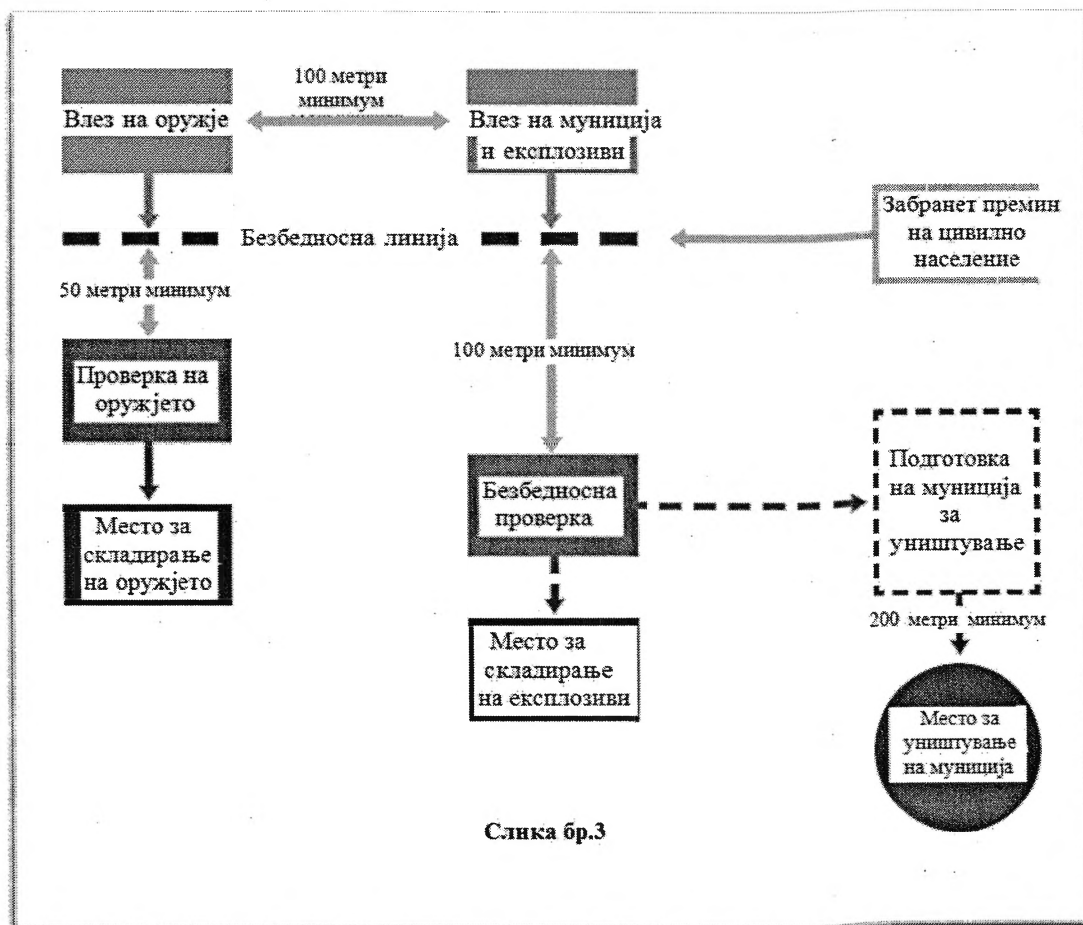 100 метри
минимум
Влез на оружје
Влез на муниција
и експлозиви
Забранет премин
на цивилно
население
Безбедносна линија
50 метри минимум
100 метри минимум
Проверка на
оружјето
Место за
складирање
на оружјето
Безбедносна
проверка
Подготовка
на муниција
за
уништување
200 метри минимум
Место за
складирање
на експлозиви
Место за
уништување
на муниција
Слика бр.3